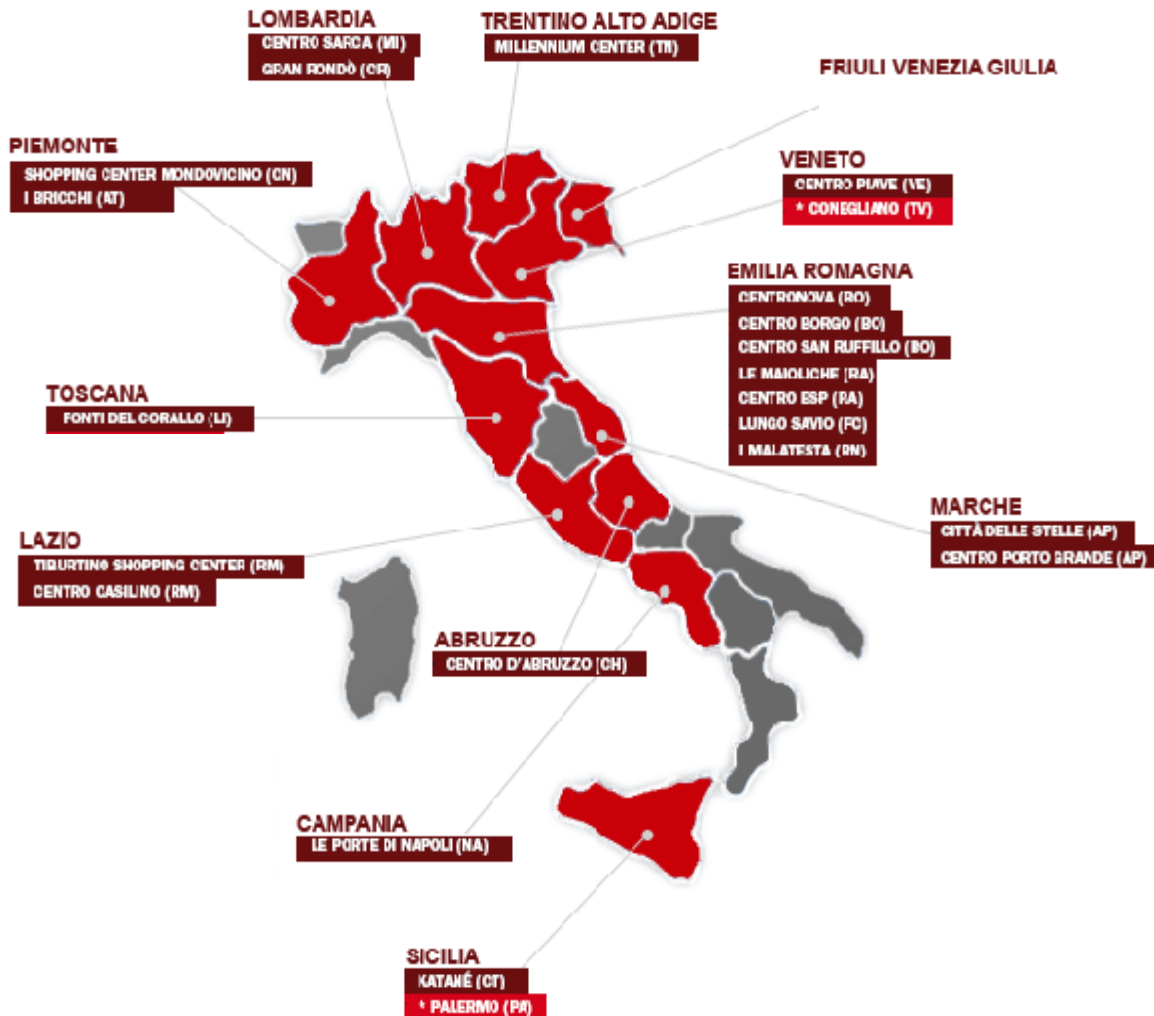 LOMBARDIA
CENTRO SARCA (MI)
GRAN RONDÒ (CR)
TRENTINO ALTO ADIGE
MILLENNIUM CENTER (TN)
FRIULI VENEZIA GIULIA
PIEMONTE
SHOPPING CENTER MONDOVICINO (CN)
I BRICCHI (AT)
VENETO
CENTRO PIAVE (VE)
* CONEGLIANO (TV)
EMILIA ROMAGNA
CENTRONOVA (BO)
CENTRO BORGO (BO)
CENTRO SAN RUFFILLO (BO)
LE MAIOLICHE (RA)
CENTRO ESP (RA)
LUNGO SAVIO (FC)
I MALATESTA (RN)
TOSCANA
FONTI DEL CORALLO (LI)
MARCHE
CITTÀ DELLE STELLE (AP)
CENTRO PORTO GRANDE (AP)
LAZIO
TIBURTINO SHOPPING CENTER (RM)
CENTRO CASILINO (RM)
ABRUZZO
CENTRO D'ABRUZZO (CH)
CAMPANIA
LE PORTE DI NAPOLI (NA)
SICILIA
KATANÉ (CT)
* PALERMO (PA)